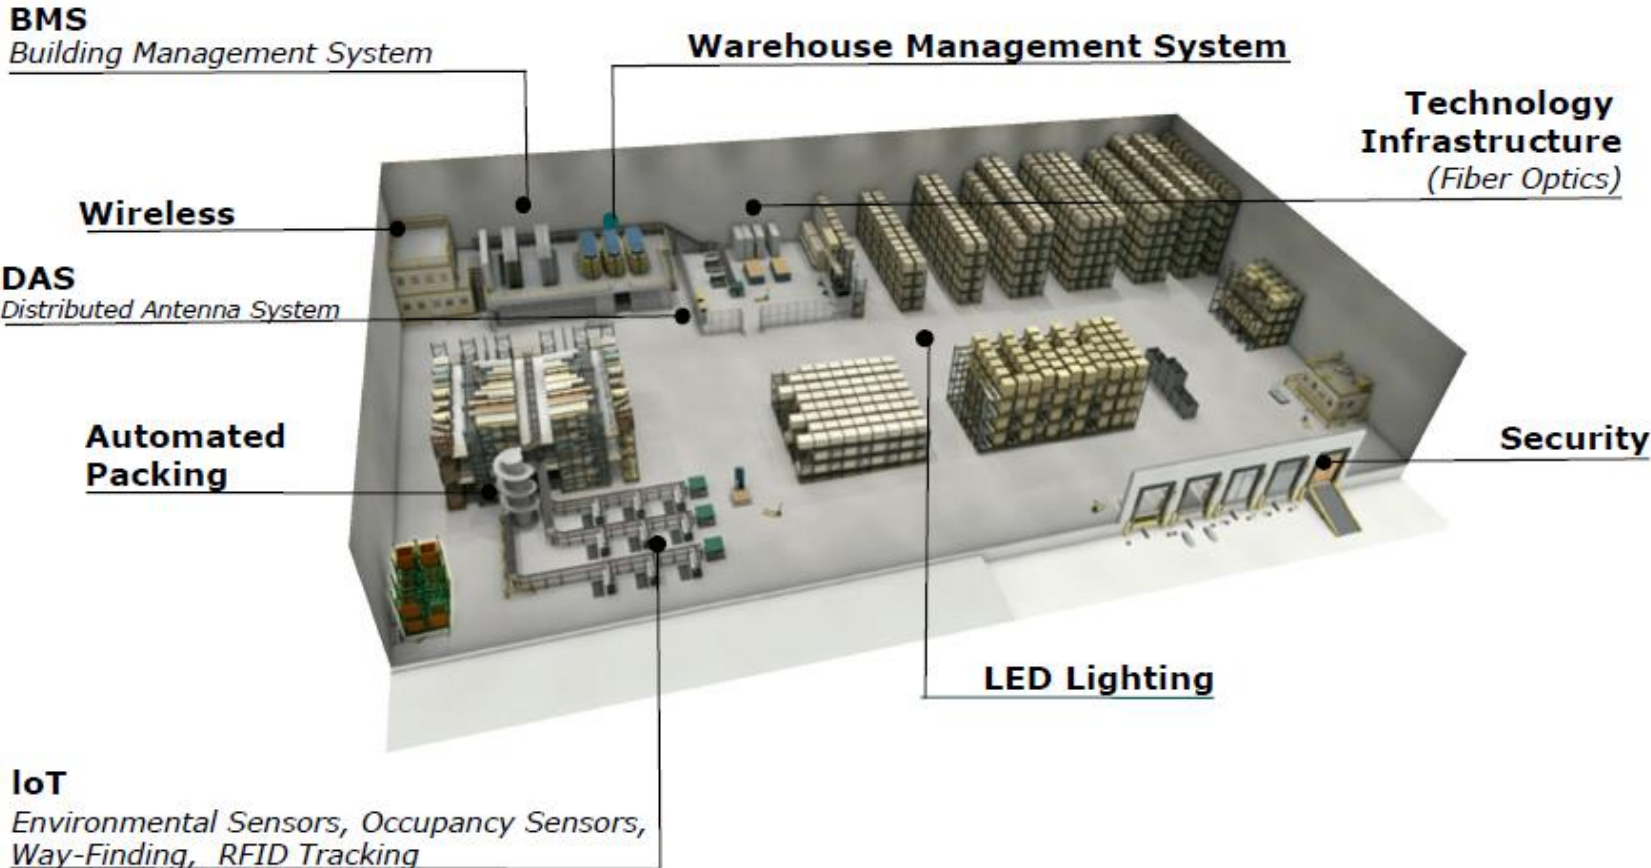 BMS
Building Management System
Warehouse Management System
Technology
Infrastructure
(Fiber Optics)
Wireless
DAS
Distributed Antenna System
Automated
Packing
Security
LED Lighting
IoT
Environmental Sensors, Occupancy Sensors,
Way-Finding, RFID Tracking